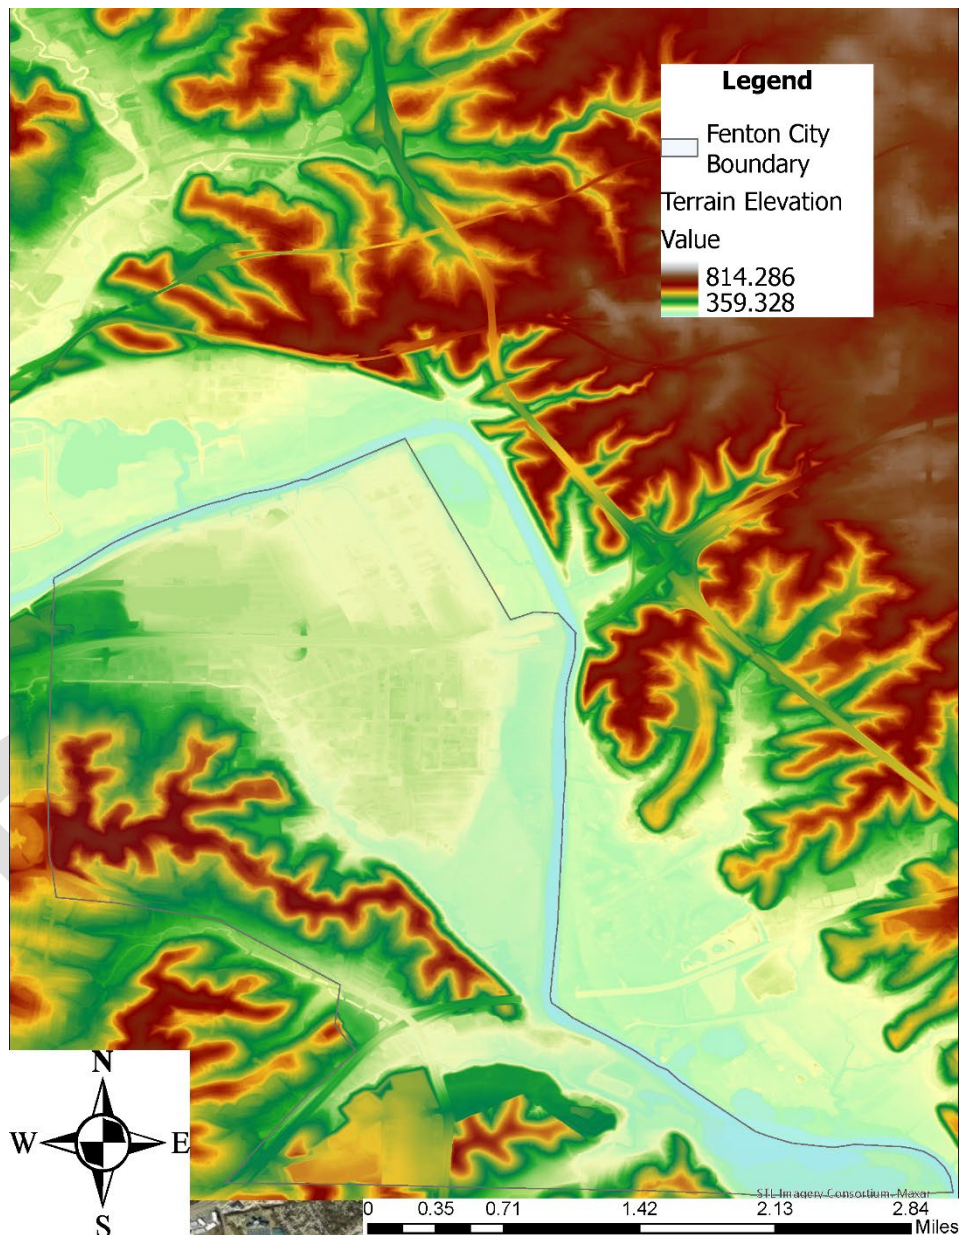 Legend
Fenton City
Boundary
Terrain Elevation
Value
814.286
359.328
N
W
E
S
STL Imagery Consortium, Maxar
0 0.35 0.71 1.42 2.13 2.84
Miles